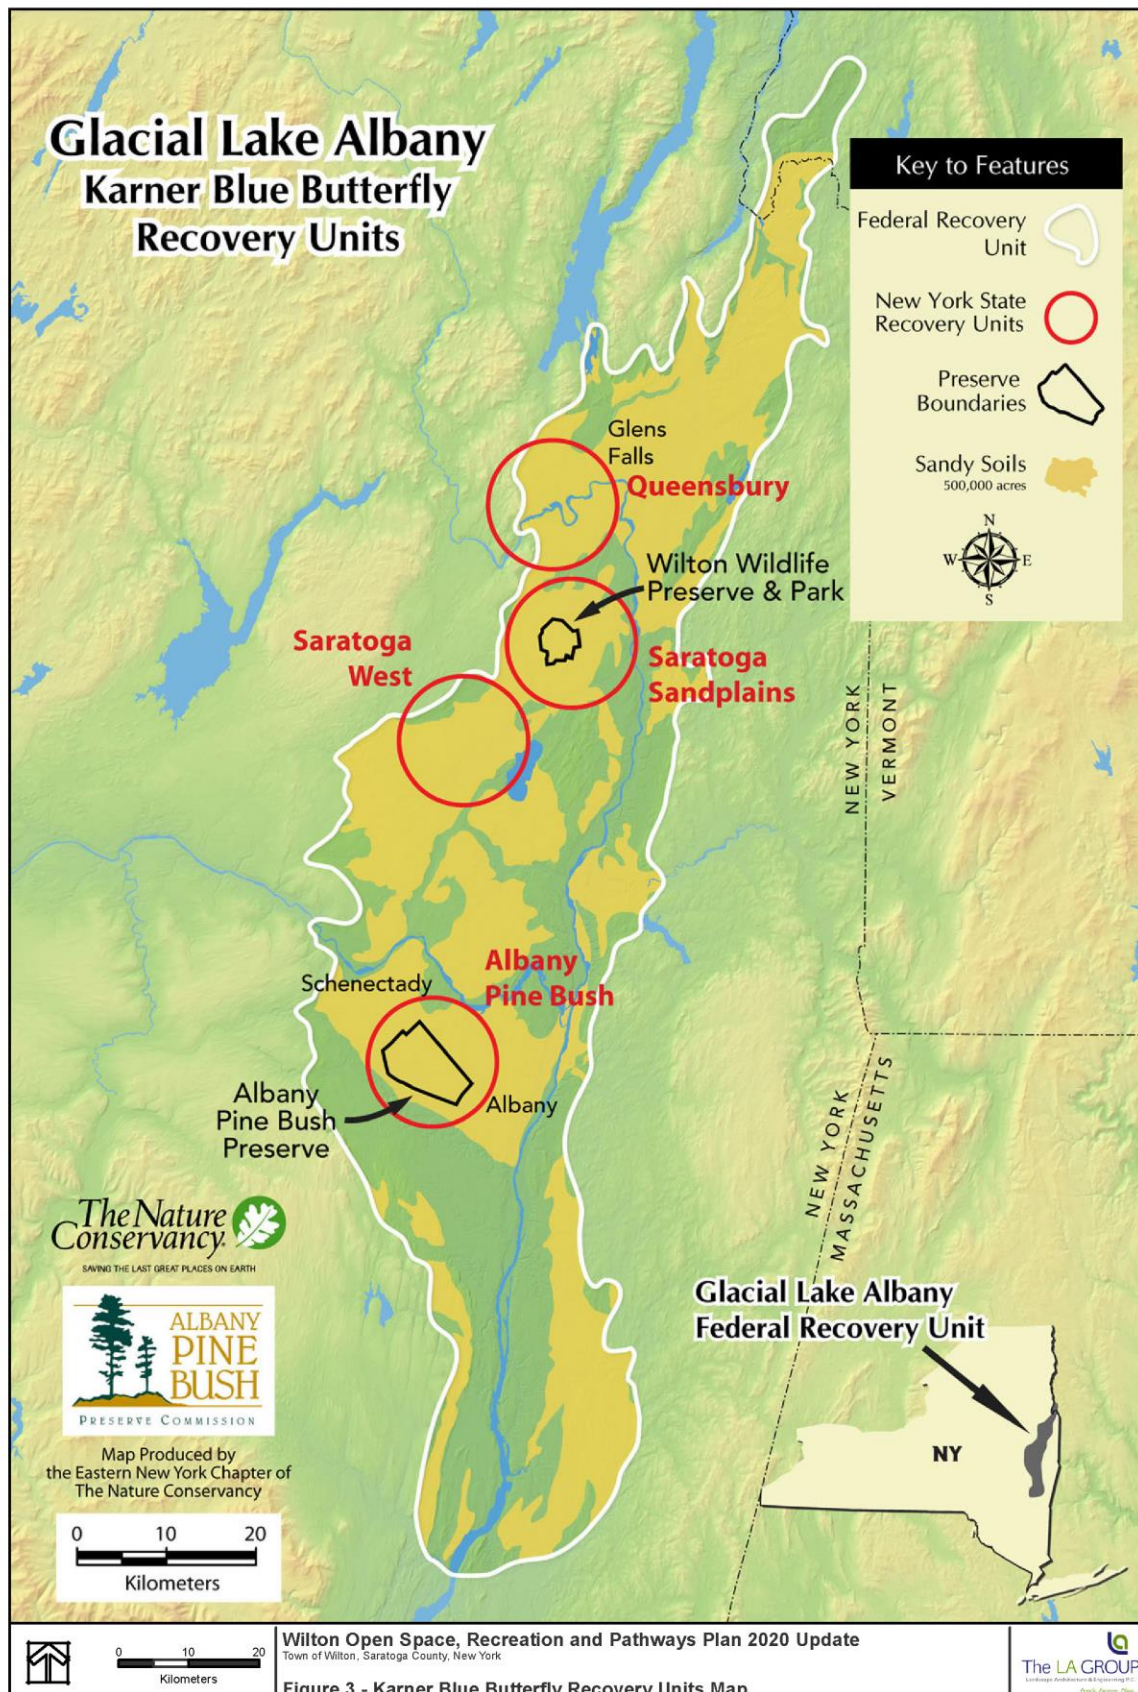 Glacial Lake Albany
Karner Blue Butterfly
Recovery Units
Key to Features
Federal Recovery
Unit
New York State
Recovery Units
Preserve
Boundaries
Sandy Soils
500,000 acres
N
W
E
S
Glens
Falls
Queensbury
Wilton Wildlife
Preserve & Park
Saratoga
West
Saratoga
Sandplains
NEW YORK
VERMONT
Albany
Pine Bush
Schenectady
Albany
Pine Bush
Preserve
Albany
NEW YORK
MASSACHUSETTS
The Nature
Conservancy
SAVING THE LAST GREAT PLACES ON EARTH
ALBANY
PINE
BUSH
PRESERVE COMMISSION
Map Produced by
the Eastern New York Chapter of
The Nature Conservancy
0 10 20
Kilometers
Glacial Lake Albany
Federal Recovery Unit
NY
0 10 20
Kilometers
Wilton Open Space, Recreation and Pathways Plan 2020 Update
Town of Wilton, Saratoga County, New York
Figure 3 - Karner Blue Butterfly Recovery Units Map
The LA GROUP
Landscape Architecture & Engineering P.C.